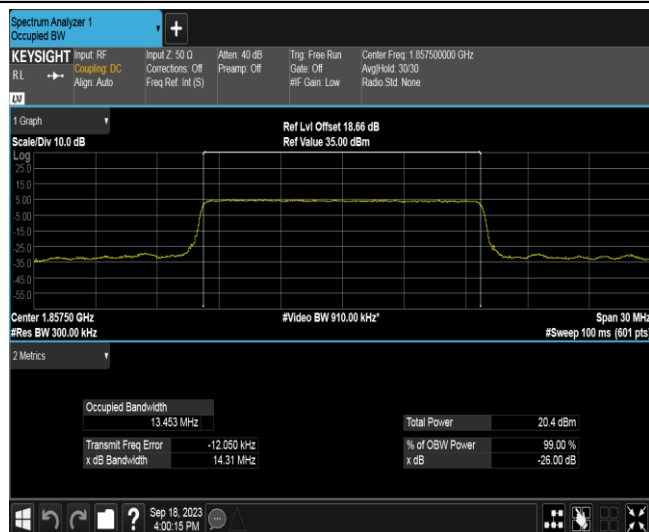 Spectrum Analyzer 1
Occupied BW
KEYSIGHT
RL
LXI
Input: RF
Coupling: DC
Align: Auto
Input Z: 50 Ω
Corrections: Off
Freq Ref: Int (S)
Atten: 40 dB
Preamp: Off
Trig: Free Run
Gate: Off
#IF Gain: Low
Center Freq: 1.857500000 GHz
Avg|Hold: 30/30
Radio Std: None
1 Graph
Scale/Div 10.0 dB
Ref Lvl Offset 18.66 dB
Ref Value 35.00 dBm
Log
25.0
15.0
5.00
-5.00
-15.0
-25.0
-35.0
-45.0
-55.0
Center 1.85750 GHz
#Video BW 910.00 kHz*
Span 30 MHz
#Res BW 300.00 kHz
#Sweep 100 ms (601 pts)
2 Metrics
Occupied Bandwidth
13.453 MHz
Total Power 20.4 dBm
Transmit Freq Error -12.050 kHz
% of OBW Power 99.00 %
x dB Bandwidth 14.31 MHz
x dB -26.00 dB
?
Sep 18, 2023
4:00:15 PM